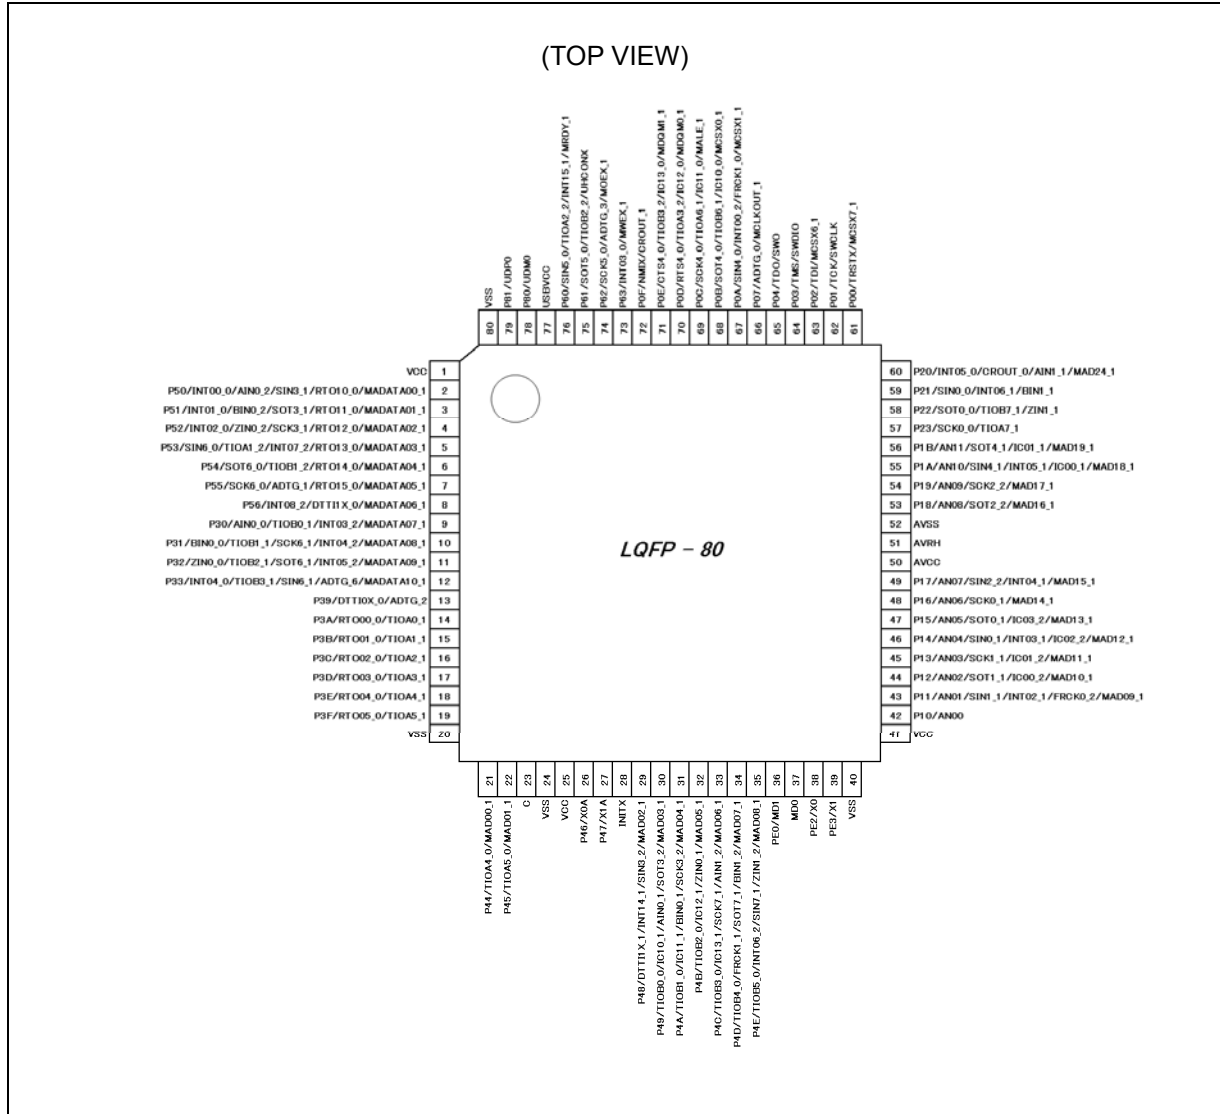 (TOP VIEW)
VSS
P81/UDP0
P80/UDM0
USBVCC
P60/SIN5_0/TIOA2_2/INT15_1/MRDY_1
P61/SOT5_0/TIOB2_2/UHCONX
P62/SCK5_0/ADTG_3/MOEX_1
P63/INT03_0/MWEX_1
P0F/NMIX/CROUT_1
P0E/CTS4_0/TIOB3_2/IC13_0/MDQM1_1
P0D/RTS4_0/TIOA3_2/IC12_0/MDQM0_1
P0C/SCK4_0/TIOA6_1/IC11_0/MALE_1
P0B/SOT4_0/TIOB6_1/IC10_0/MCSX0_1
P0A/SIN4_0/INT00_2/FRCK1_0/MCSX1_1
P07/ADTG_0/MCLKOUT_1
P04/TDO/SWO
P03/TMS/SWDIO
P02/TDI/MCSX6_1
P01/TCK/SWCLK
P00/TRSTX/MCSX7_1
80
79
78
77
76
75
74
73
72
71
70
69
68
67
66
65
64
63
62
61
VCC 1
P50/INT00_0/AIN0_2/SIN3_1/RTO10_0/MADATA00_1 2
P51/INT01_0/BIN0_2/SOT3_1/RTO11_0/MADATA01_1 3
P52/INT02_0/ZIN0_2/SCK3_1/RTO12_0/MADATA02_1 4
P53/SIN6_0/TIOA1_2/INT07_2/RTO13_0/MADATA03_1 5
P54/SOT6_0/TIOB1_2/RTO14_0/MADATA04_1 6
P55/SCK6_0/ADTG_1/RTO15_0/MADATA05_1 7
P56/INT08_2/DTTI1X_0/MADATA06_1 8
P30/AIN0_0/TIOB0_1/INT03_2/MADATA07_1 9
P31/BIN0_0/TIOB1_1/SCK6_1/INT04_2/MADATA08_1 10
P32/ZIN0_0/TIOB2_1/SOT6_1/INT05_2/MADATA09_1 11
P33/INT04_0/TIOB3_1/SIN6_1/ADTG_6/MADATA10_1 12
P39/DTTI0X_0/ADTG_2 13
P3A/RTO00_0/TIOA0_1 14
P3B/RTO01_0/TIOA1_1 15
P3C/RTO02_0/TIOA2_1 16
P3D/RTO03_0/TIOA3_1 17
P3E/RTO04_0/TIOA4_1 18
P3F/RTO05_0/TIOA5_1 19
VSS 20
LQFP - 80
60 P20/INT05_0/CROUT_0/AIN1_1/MAD24_1
59 P21/SIN0_0/INT06_1/BIN1_1
58 P22/SOT0_0/TIOB7_1/ZIN1_1
57 P23/SCK0_0/TIOA7_1
56 P1B/AN11/SOT4_1/IC01_1/MAD19_1
55 P1A/AN10/SIN4_1/INT05_1/IC00_1/MAD18_1
54 P19/AN09/SCK2_2/MAD17_1
53 P18/AN08/SOT2_2/MAD16_1
52 AVSS
51 AVRH
50 AVCC
49 P17/AN07/SIN2_2/INT04_1/MAD15_1
48 P16/AN06/SCK0_1/MAD14_1
47 P15/AN05/SOT0_1/IC03_2/MAD13_1
46 P14/AN04/SIN0_1/INT03_1/IC02_2/MAD12_1
45 P13/AN03/SCK1_1/IC01_2/MAD11_1
44 P12/AN02/SOT1_1/IC00_2/MAD10_1
43 P11/AN01/SIN1_1/INT02_1/FRCK0_2/MAD09_1
42 P10/AN00
41 VCC
21
22
23
24
25
26
27
28
29
30
31
32
33
34
35
36
37
38
39
40
P44/TIOA4_0/MAD00_1
P45/TIOA5_0/MAD01_1
C
VSS
VCC
P46/X0A
P47/X1A
INITX
P48/DTTI1X_1/INT14_1/SIN3_2/MAD02_1
P49/TIOB0_0/IC10_1/AIN0_1/SOT3_2/MAD03_1
P4A/TIOB1_0/IC11_1/BIN0_1/SCK3_2/MAD04_1
P4B/TIOB2_0/IC12_1/ZIN0_1/MAD05_1
P4C/TIOB3_0/IC13_1/SCK7_1/AIN1_2/MAD06_1
P4D/TIOB4_0/FRCK1_1/SOT7_1/BIN1_2/MAD07_1
P4E/TIOB5_0/INT06_2/SIN7_1/ZIN1_2/MAD08_1
PE0/MD1
MD0
PE2/X0
PE3/X1
VSS